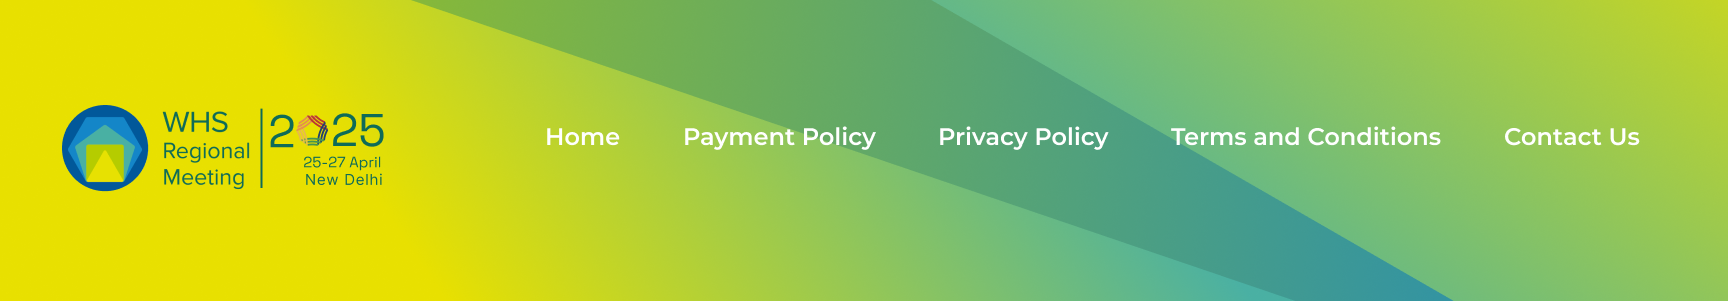 WHS
Regional
Meeting
2025
25-27 April
New Delhi
Home
Payment Policy
Privacy Policy
Terms and Conditions
Contact Us